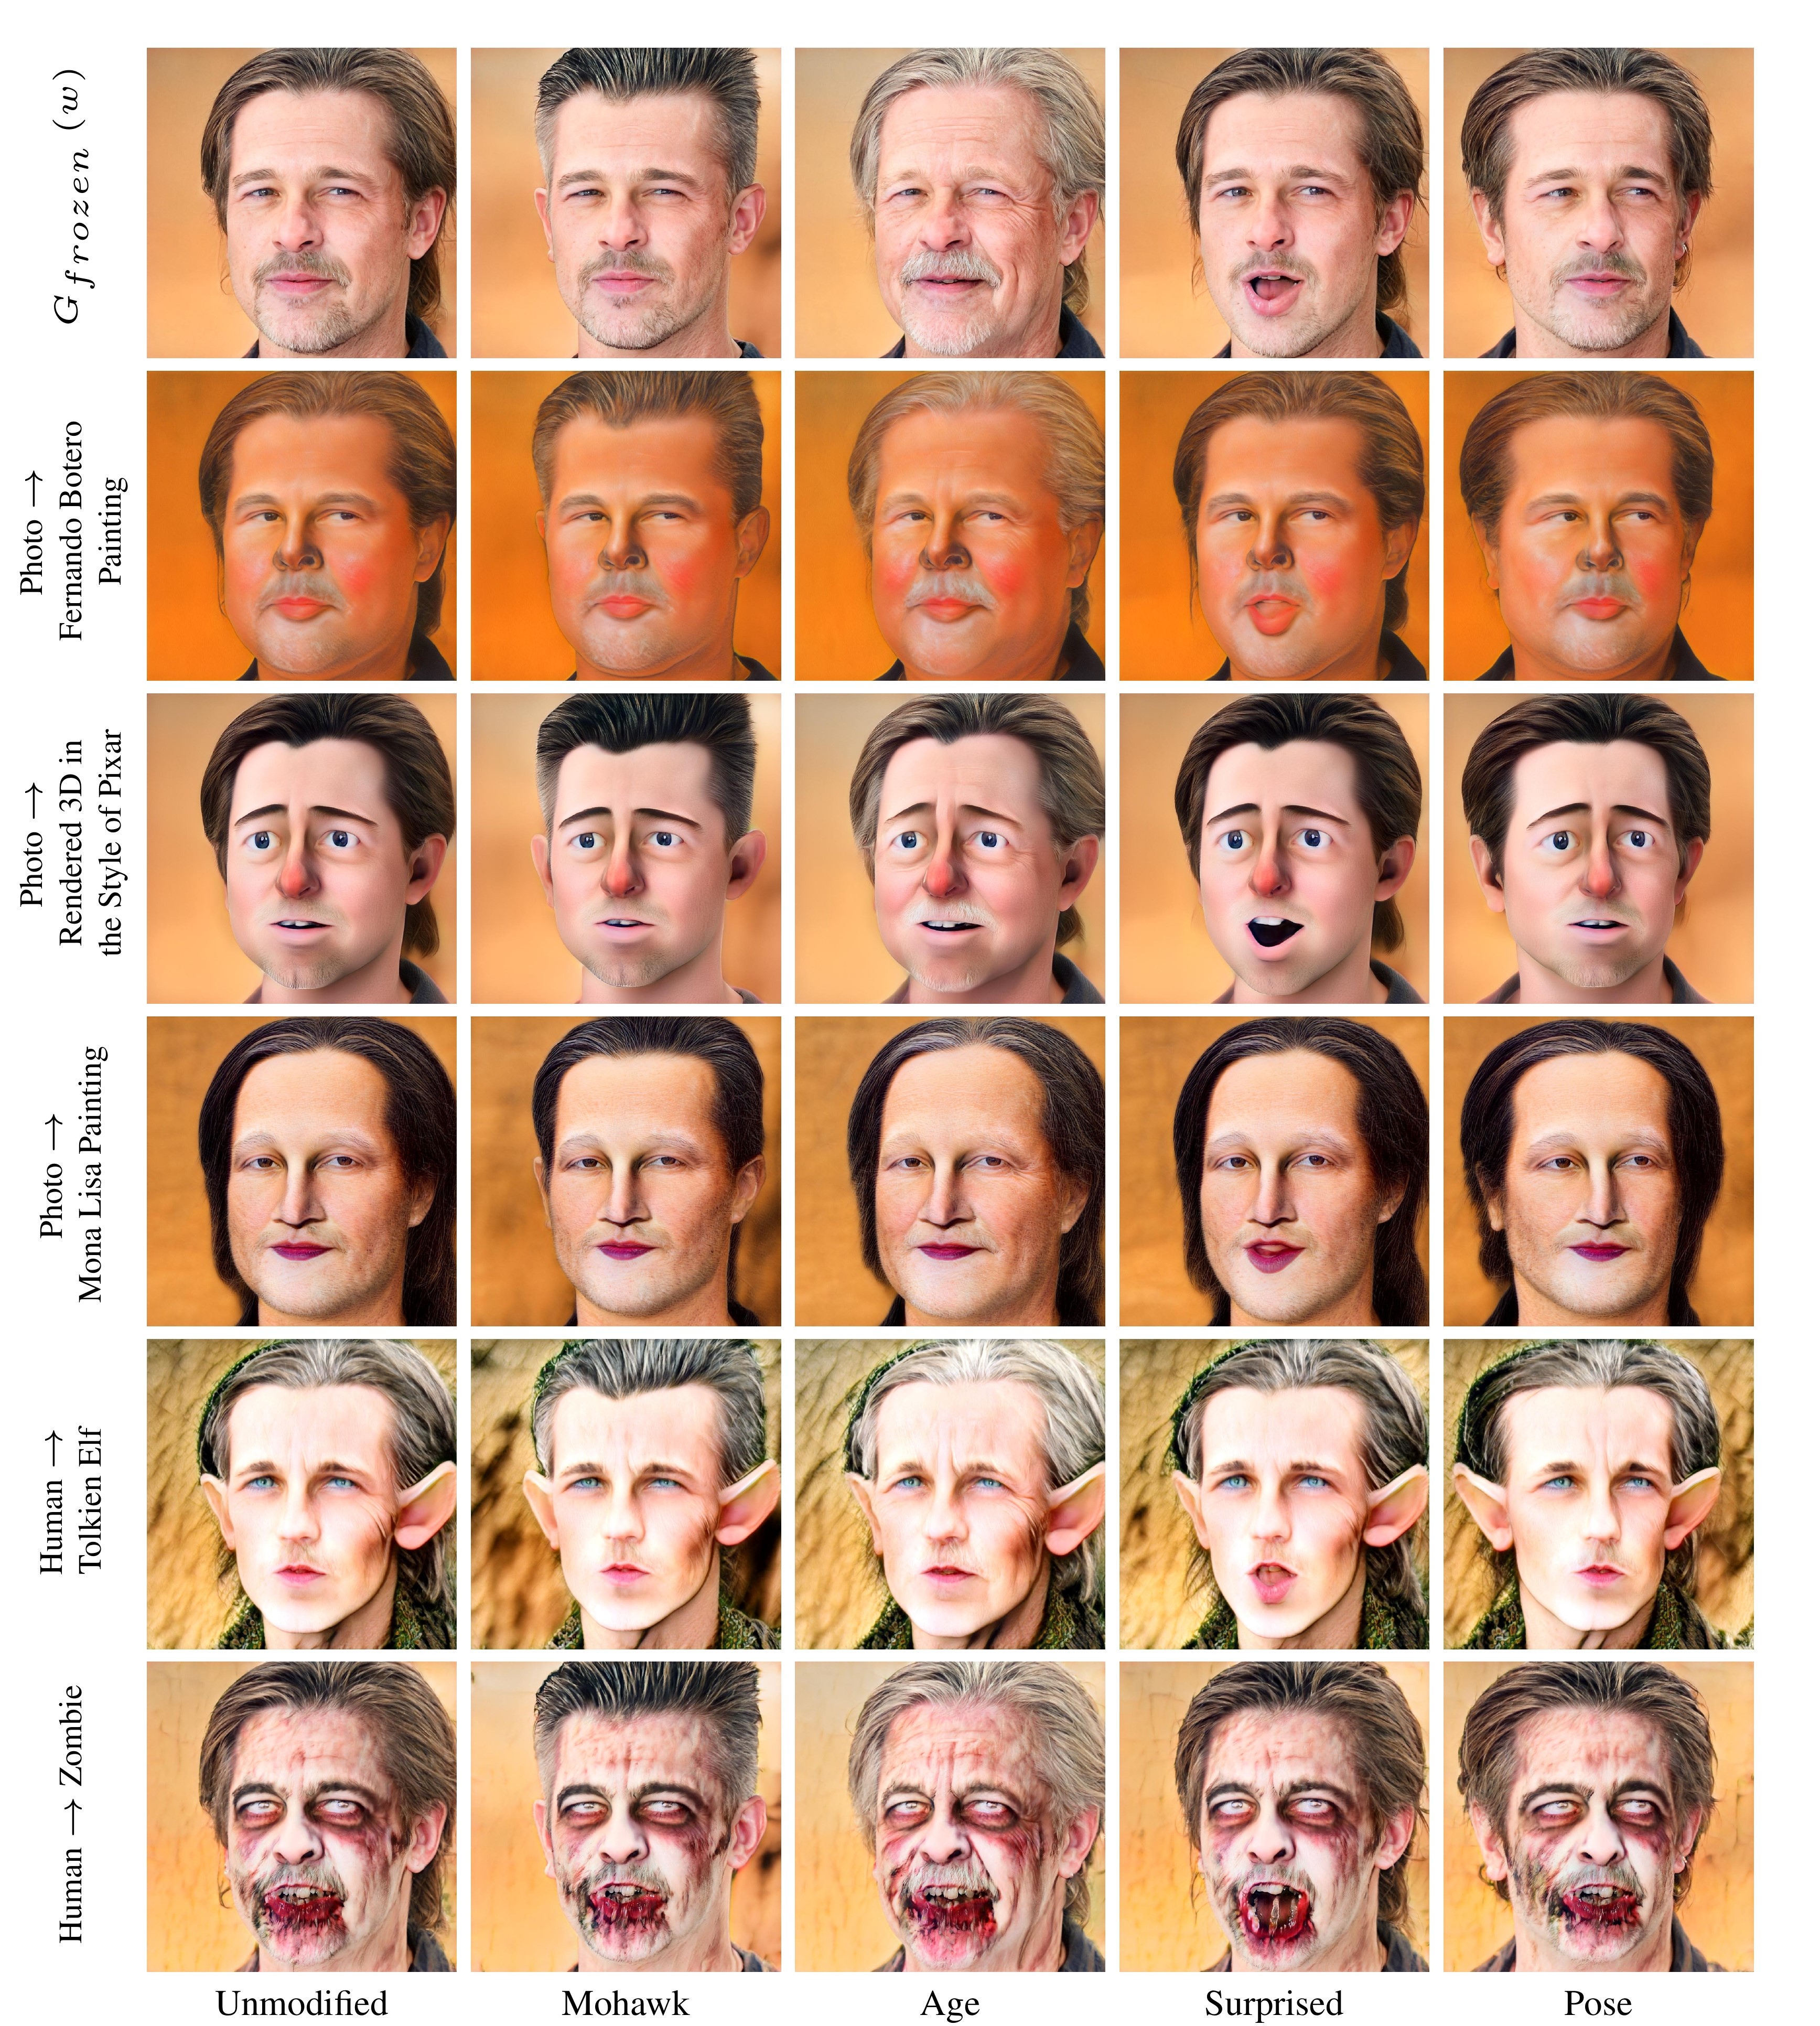 G frozen (w)
Photo →
Fernando Botero
Painting
Photo →
Rendered 3D in
the Style of Pixar
Photo →
Mona Lisa Painting
Human →
Tolkien Elf
Human → Zombie
Unmodified
Mohawk
Age
Surprised
Pose